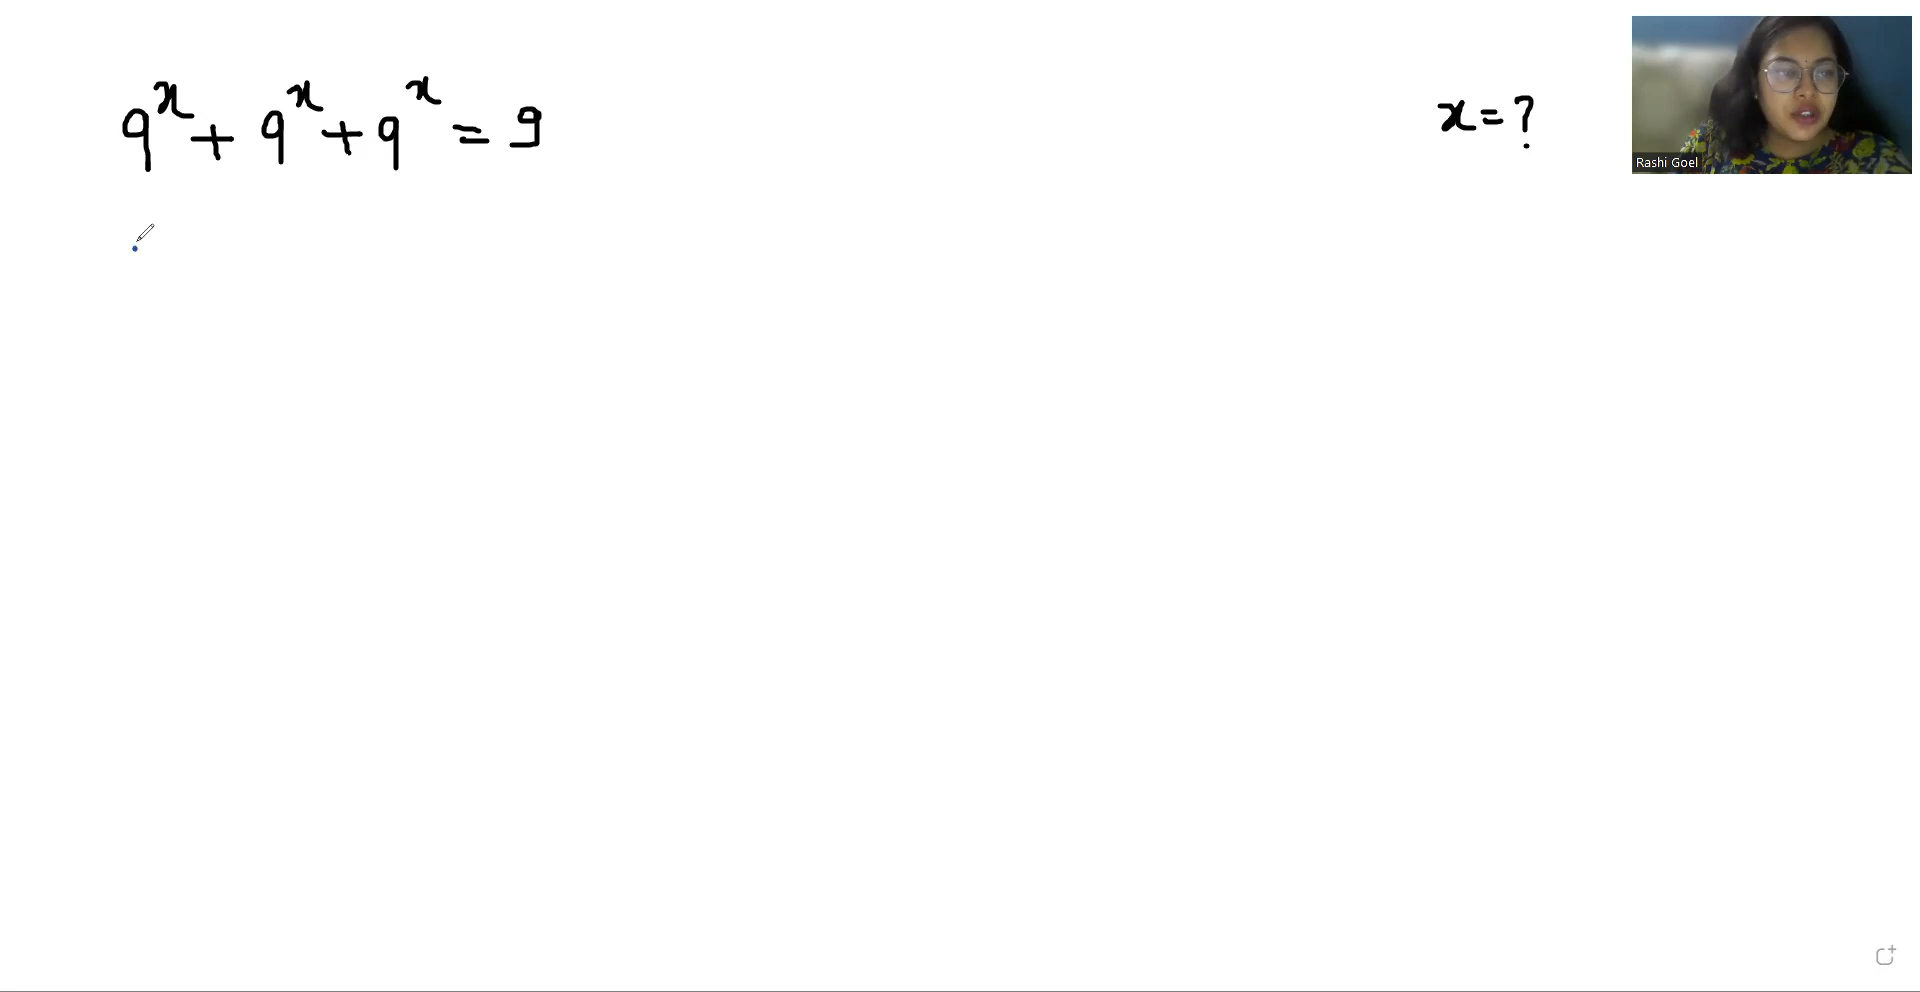 9^x + 9^x + 9^x = 9
x = ?
Rashi Goel